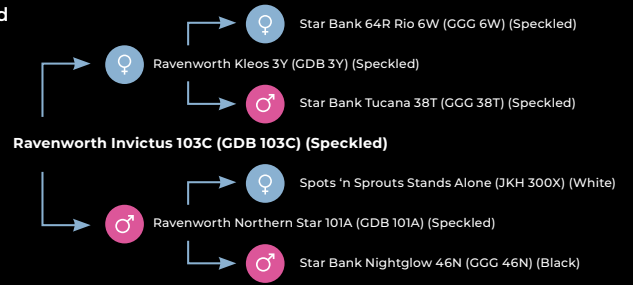 d
Star Bank 64R Rio 6W (GGG 6W) (Speckled)
Ravenworth Kleos 3Y (GDB 3Y) (Speckled)
Star Bank Tucana 38T (GGG 38T) (Speckled)
Ravenworth Invictus 103C (GDB 103C) (Speckled)
Spots ‘n Sprouts Stands Alone (JKH 300X) (White)
Ravenworth Northern Star 101A (GDB 101A) (Speckled)
Star Bank Nightglow 46N (GGG 46N) (Black)